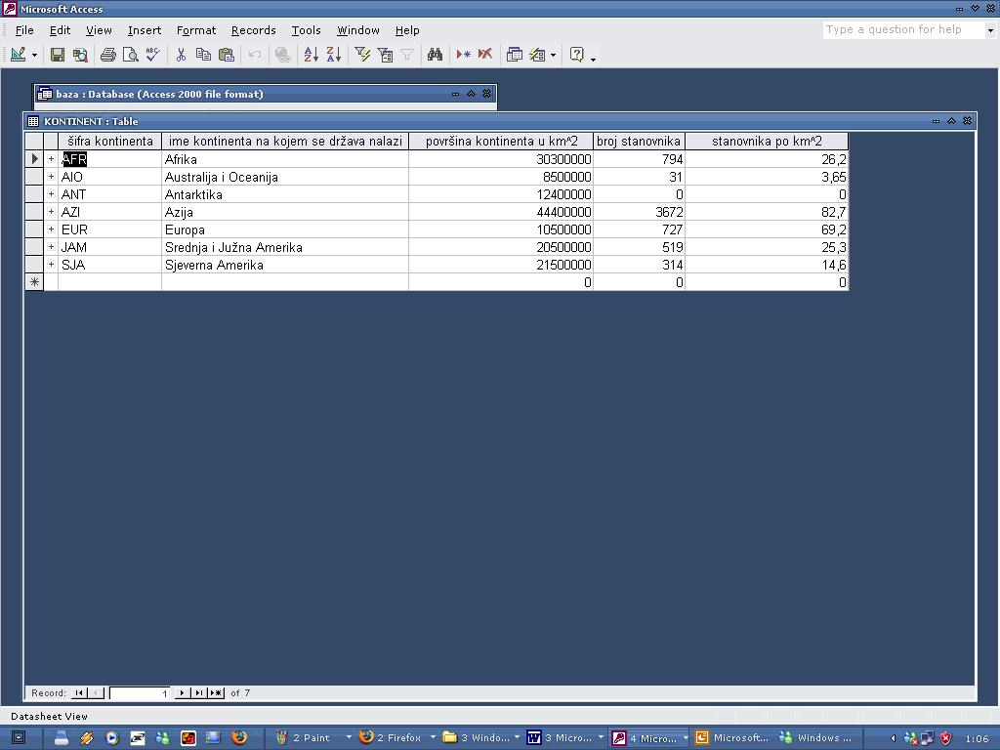 Microsoft Access
File Edit View Insert Format Records Tools Window Help Type a question for help
baza : Database (Access 2000 file format)
KONTINENT : Table
šifra kontinenta ime kontinenta na kojem se država nalazi površina kontinenta u km^2 broj stanovnika stanovnika po km^2
AFR Afrika 30300000 794 26,2
AIO Australija i Oceanija 8500000 31 3,65
ANT Antarktika 12400000 0 0
AZI Azija 44400000 3672 82,7
EUR Europa 10500000 727 69,2
JAM Srednja i Južna Amerika 20500000 519 25,3
SJA Sjeverna Amerika 21500000 314 14,6
0 0 0
Record: 1 of 7
Datasheet View
2 Paint 2 Firefox 3 Windo... 3 Micro... 4 Micro... Microsoft... Windows ... 1:06